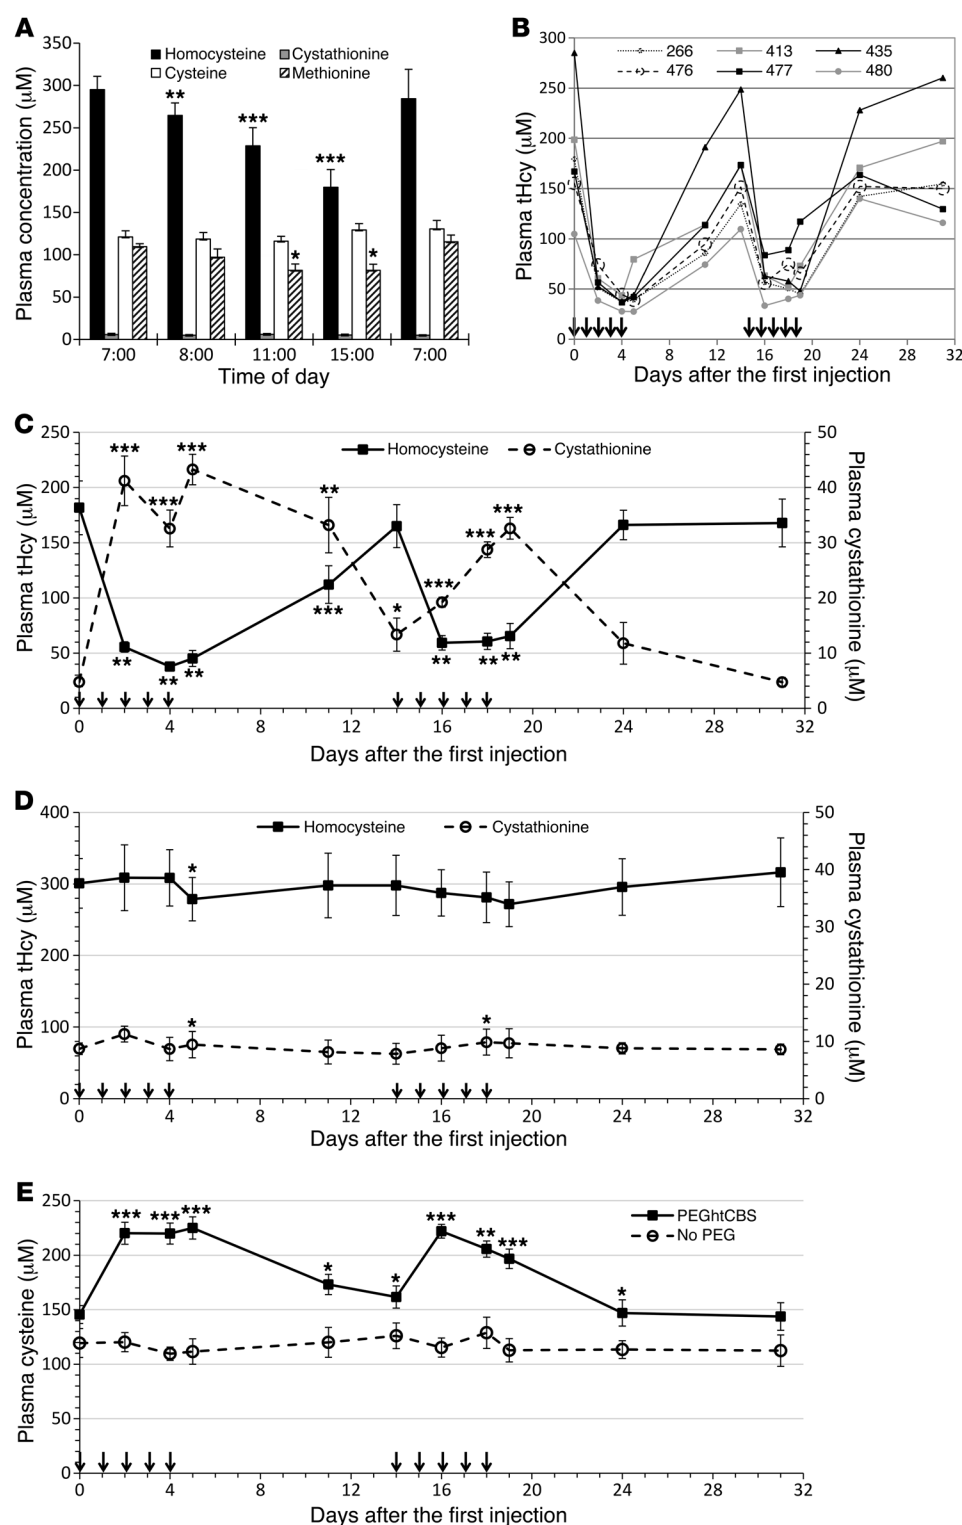 A
Plasma concentration (µM)
350
300
250
200
150
100
50
0
Homocysteine
Cystathionine
Cysteine
Methionine
**
***
***
*
*
7:00 8:00 11:00 15:00 7:00
Time of day
B
Plasma tHcy (µM)
300
250
200
150
100
50
0
266 413 435
476 477 480
0 4 8 12 16 20 24 28 32
Days after the first injection
C
Plasma tHcy (µM)
250
200
150
100
50
0
Homocysteine Cystathionine
*** *** *** ** * *** *** ***
** ** ** *** ** ** **
50
40
30
20
10
0
Plasma cystathionine (µM)
0 4 8 12 16 20 24 28 32
Days after the first injection
D
Plasma tHcy (µM)
400
300
200
100
0
Homocysteine Cystathionine
*
* *
50
40
30
20
10
0
Plasma cystathionine (µM)
0 4 8 12 16 20 24 28 32
Days after the first injection
E
Plasma cysteine (µM)
250
200
150
100
50
0
PEGhtCBS
No PEG
*** *** *** * * *** ** *** *
0 4 8 12 16 20 24 28 32
Days after the first injection